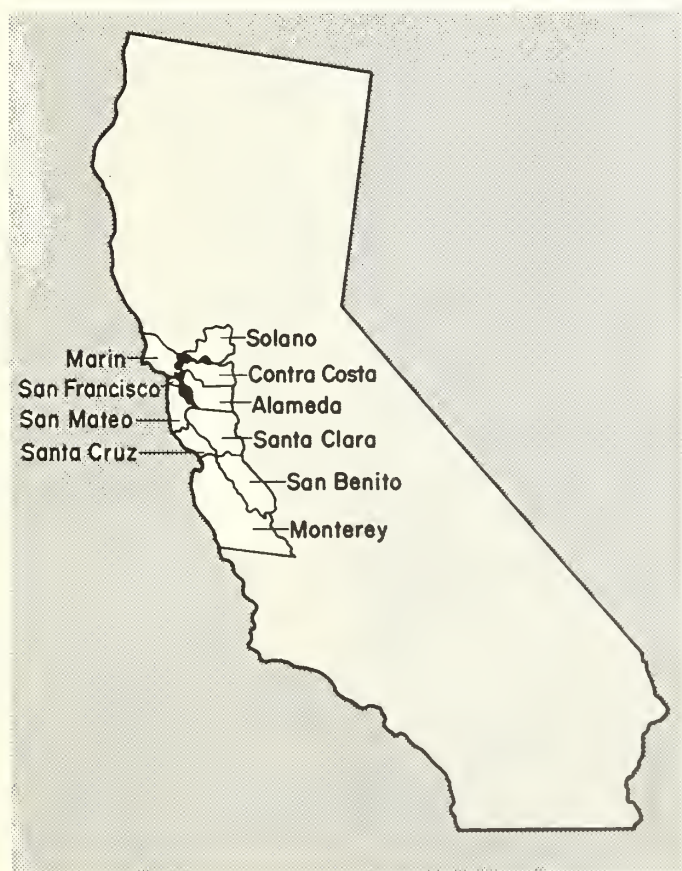 Solano
Marin
Contra Costa
San Francisco
Alameda
San Mateo
Santa Clara
Santa Cruz
San Benito
Monterey